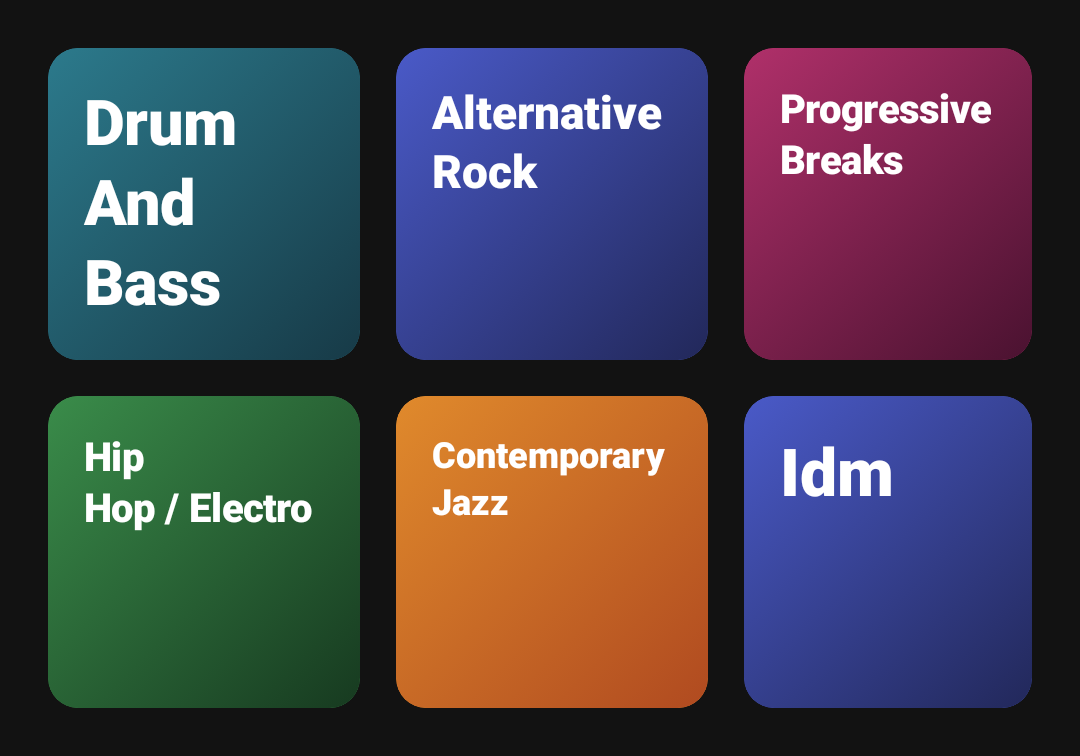 Drum
And
Bass
Alternative
Rock
Progressive
Breaks
Hip
Hop / Electro
Contemporary
Jazz
Idm